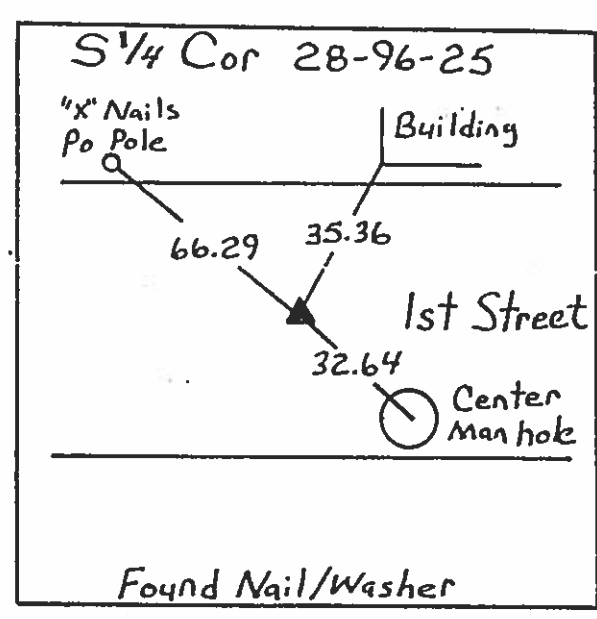 S 1/4 Cor 28-96-25
"X" Nails
Po Pole
Building
66.29
35.36
1st Street
32.64
Center
Man hole
Found Nail/Washer